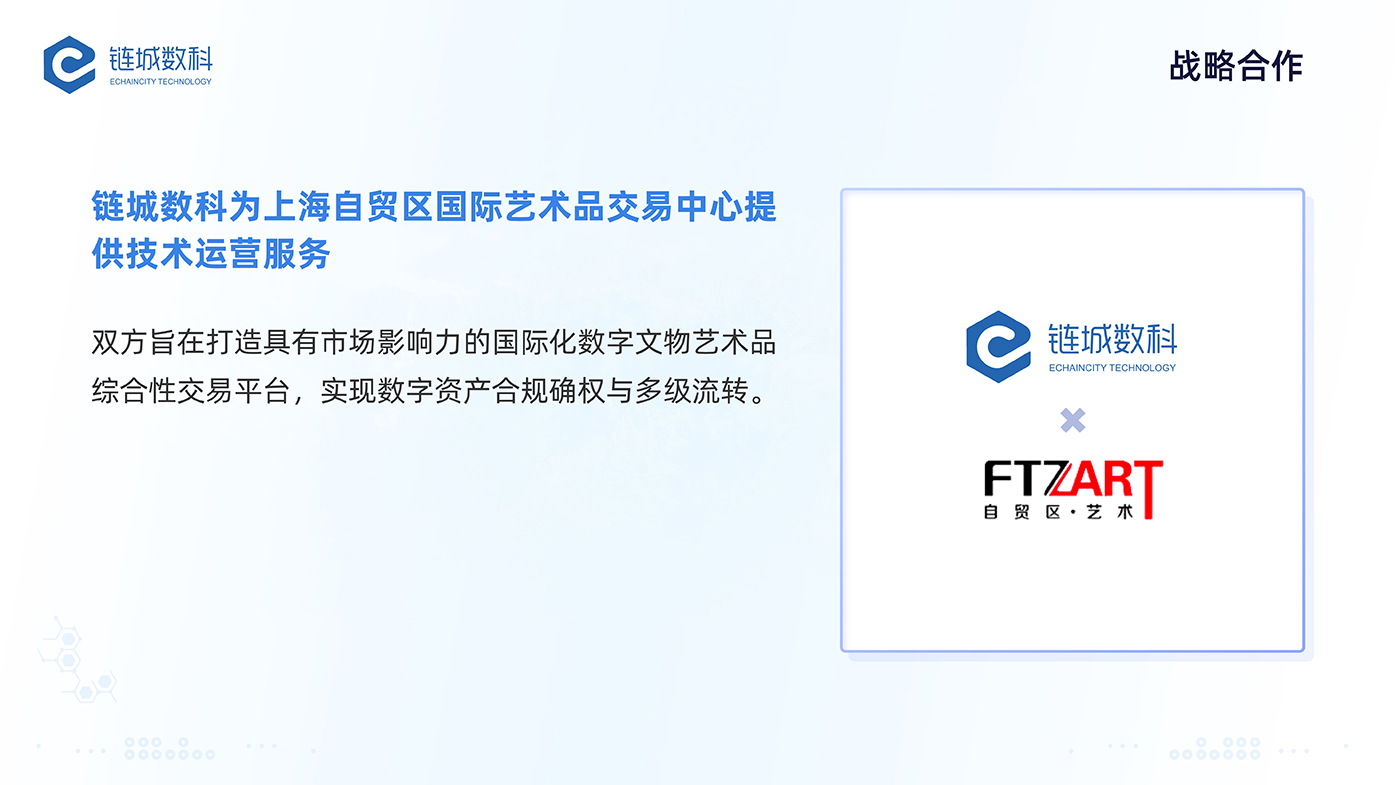 链城数科
ECHAINCITY TECHNOLOGY
战略合作
链城数科为上海自贸区国际艺术品交易中心提
供技术运营服务
双方旨在打造具有市场影响力的国际化数字文物艺术品
综合性交易平台，实现数字资产合规确权与多级流转。
链城数科
ECHAINCITY TECHNOLOGY
FTZART
自贸区·艺术